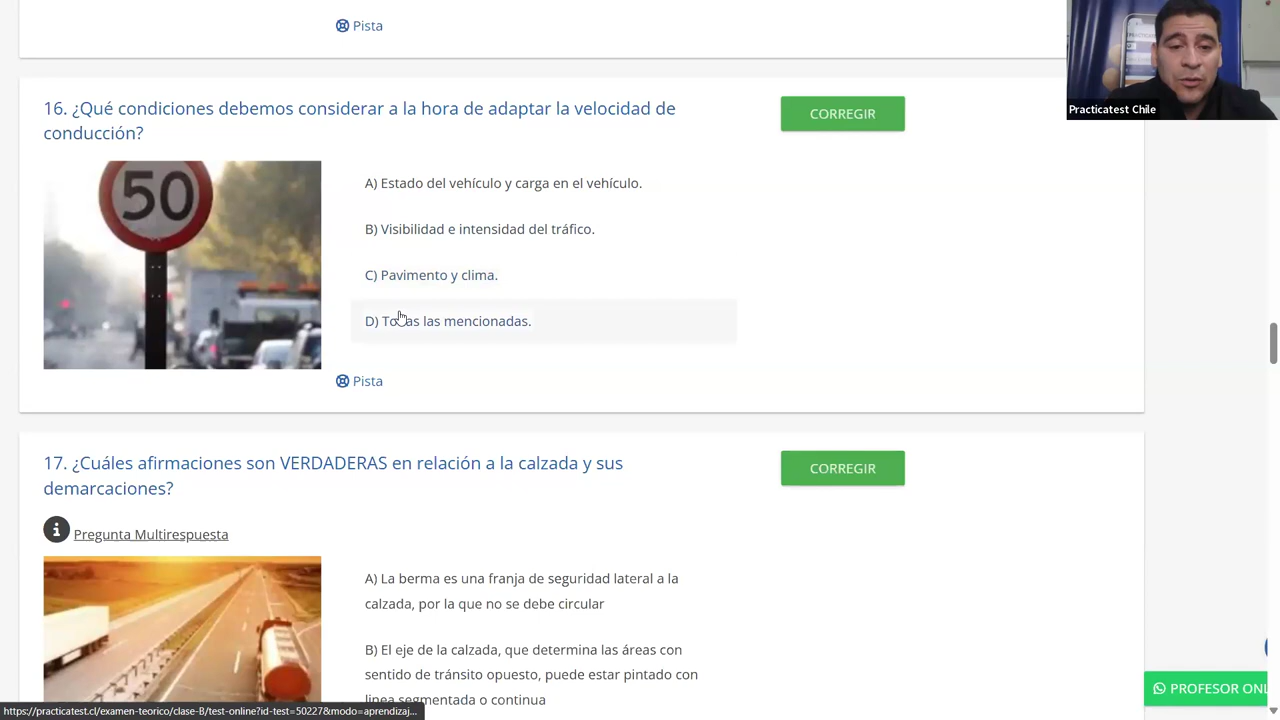 Pista
16. ¿Qué condiciones debemos considerar a la hora de adaptar la velocidad de
conducción?
CORREGIR
Practicatest Chile
50
A) Estado del vehículo y carga en el vehículo.
B) Visibilidad e intensidad del tráfico.
C) Pavimento y clima.
D) Todas las mencionadas.
Pista
17. ¿Cuáles afirmaciones son VERDADERAS en relación a la calzada y sus
demarcaciones?
CORREGIR
Pregunta Multirespuesta
A) La berma es una franja de seguridad lateral a la
calzada, por la que no se debe circular
B) El eje de la calzada, que determina las áreas con
sentido de tránsito opuesto, puede estar pintado con
linea segmentada o continua
PROFESOR ONL
https://practicatest.cl/examen-teorico/clase-B/test-online?id-test=50227&modo=aprendizaj...